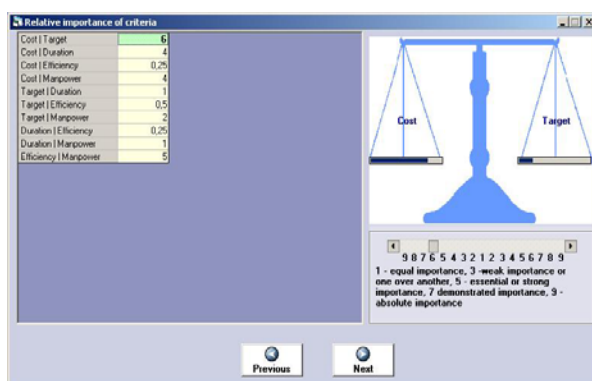 Relative importance of criteria
Cost | Target 6
Cost | Duration 4
Cost | Efficiency 0,25
Cost | Manpower 4
Target | Duration 1
Target | Efficiency 0,5
Target | Manpower 2
Duration | Efficiency 0,25
Duration | Manpower 1
Efficiency | Manpower 5
Cost
Target
9 8 7 6 5 4 3 2 1 2 3 4 5 6 7 8 9
1 - equal importance, 3 -weak importance or
one over another, 5 - essential or strong
importance, 7 demonstrated importance, 9 -
absolute importance
Previous
Next